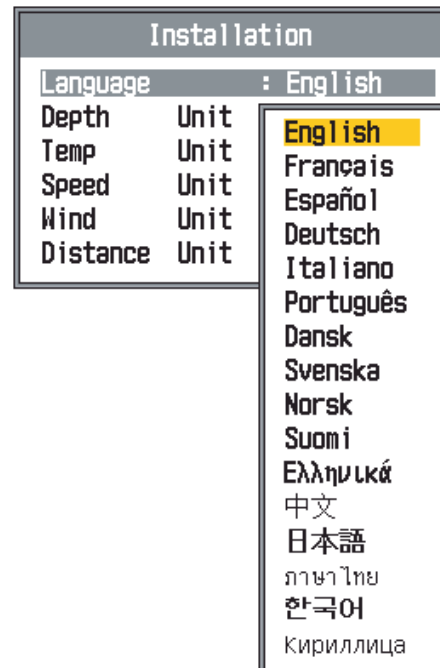 Installation
Language : English
Depth Unit
Temp Unit
Speed Unit
Wind Unit
Distance Unit
English
Français
Español
Deutsch
Italiano
Português
Dansk
Svenska
Norsk
Suomi
Ελληνικά
中文
日本語
ภาษาไทย
한국어
Кириллица